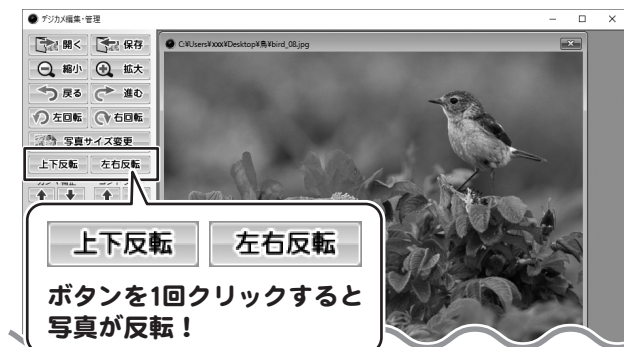 デジカメ編集・管理
C:¥Users¥xxx¥Desktop¥鳥¥bird_08.jpg
開く 保存
縮小 拡大
戻る 進む
左回転 右回転
写真サイズ変更
上下反転 左右反転
上下反転 左右反転
ボタンを1回クリックすると
写真が反転！